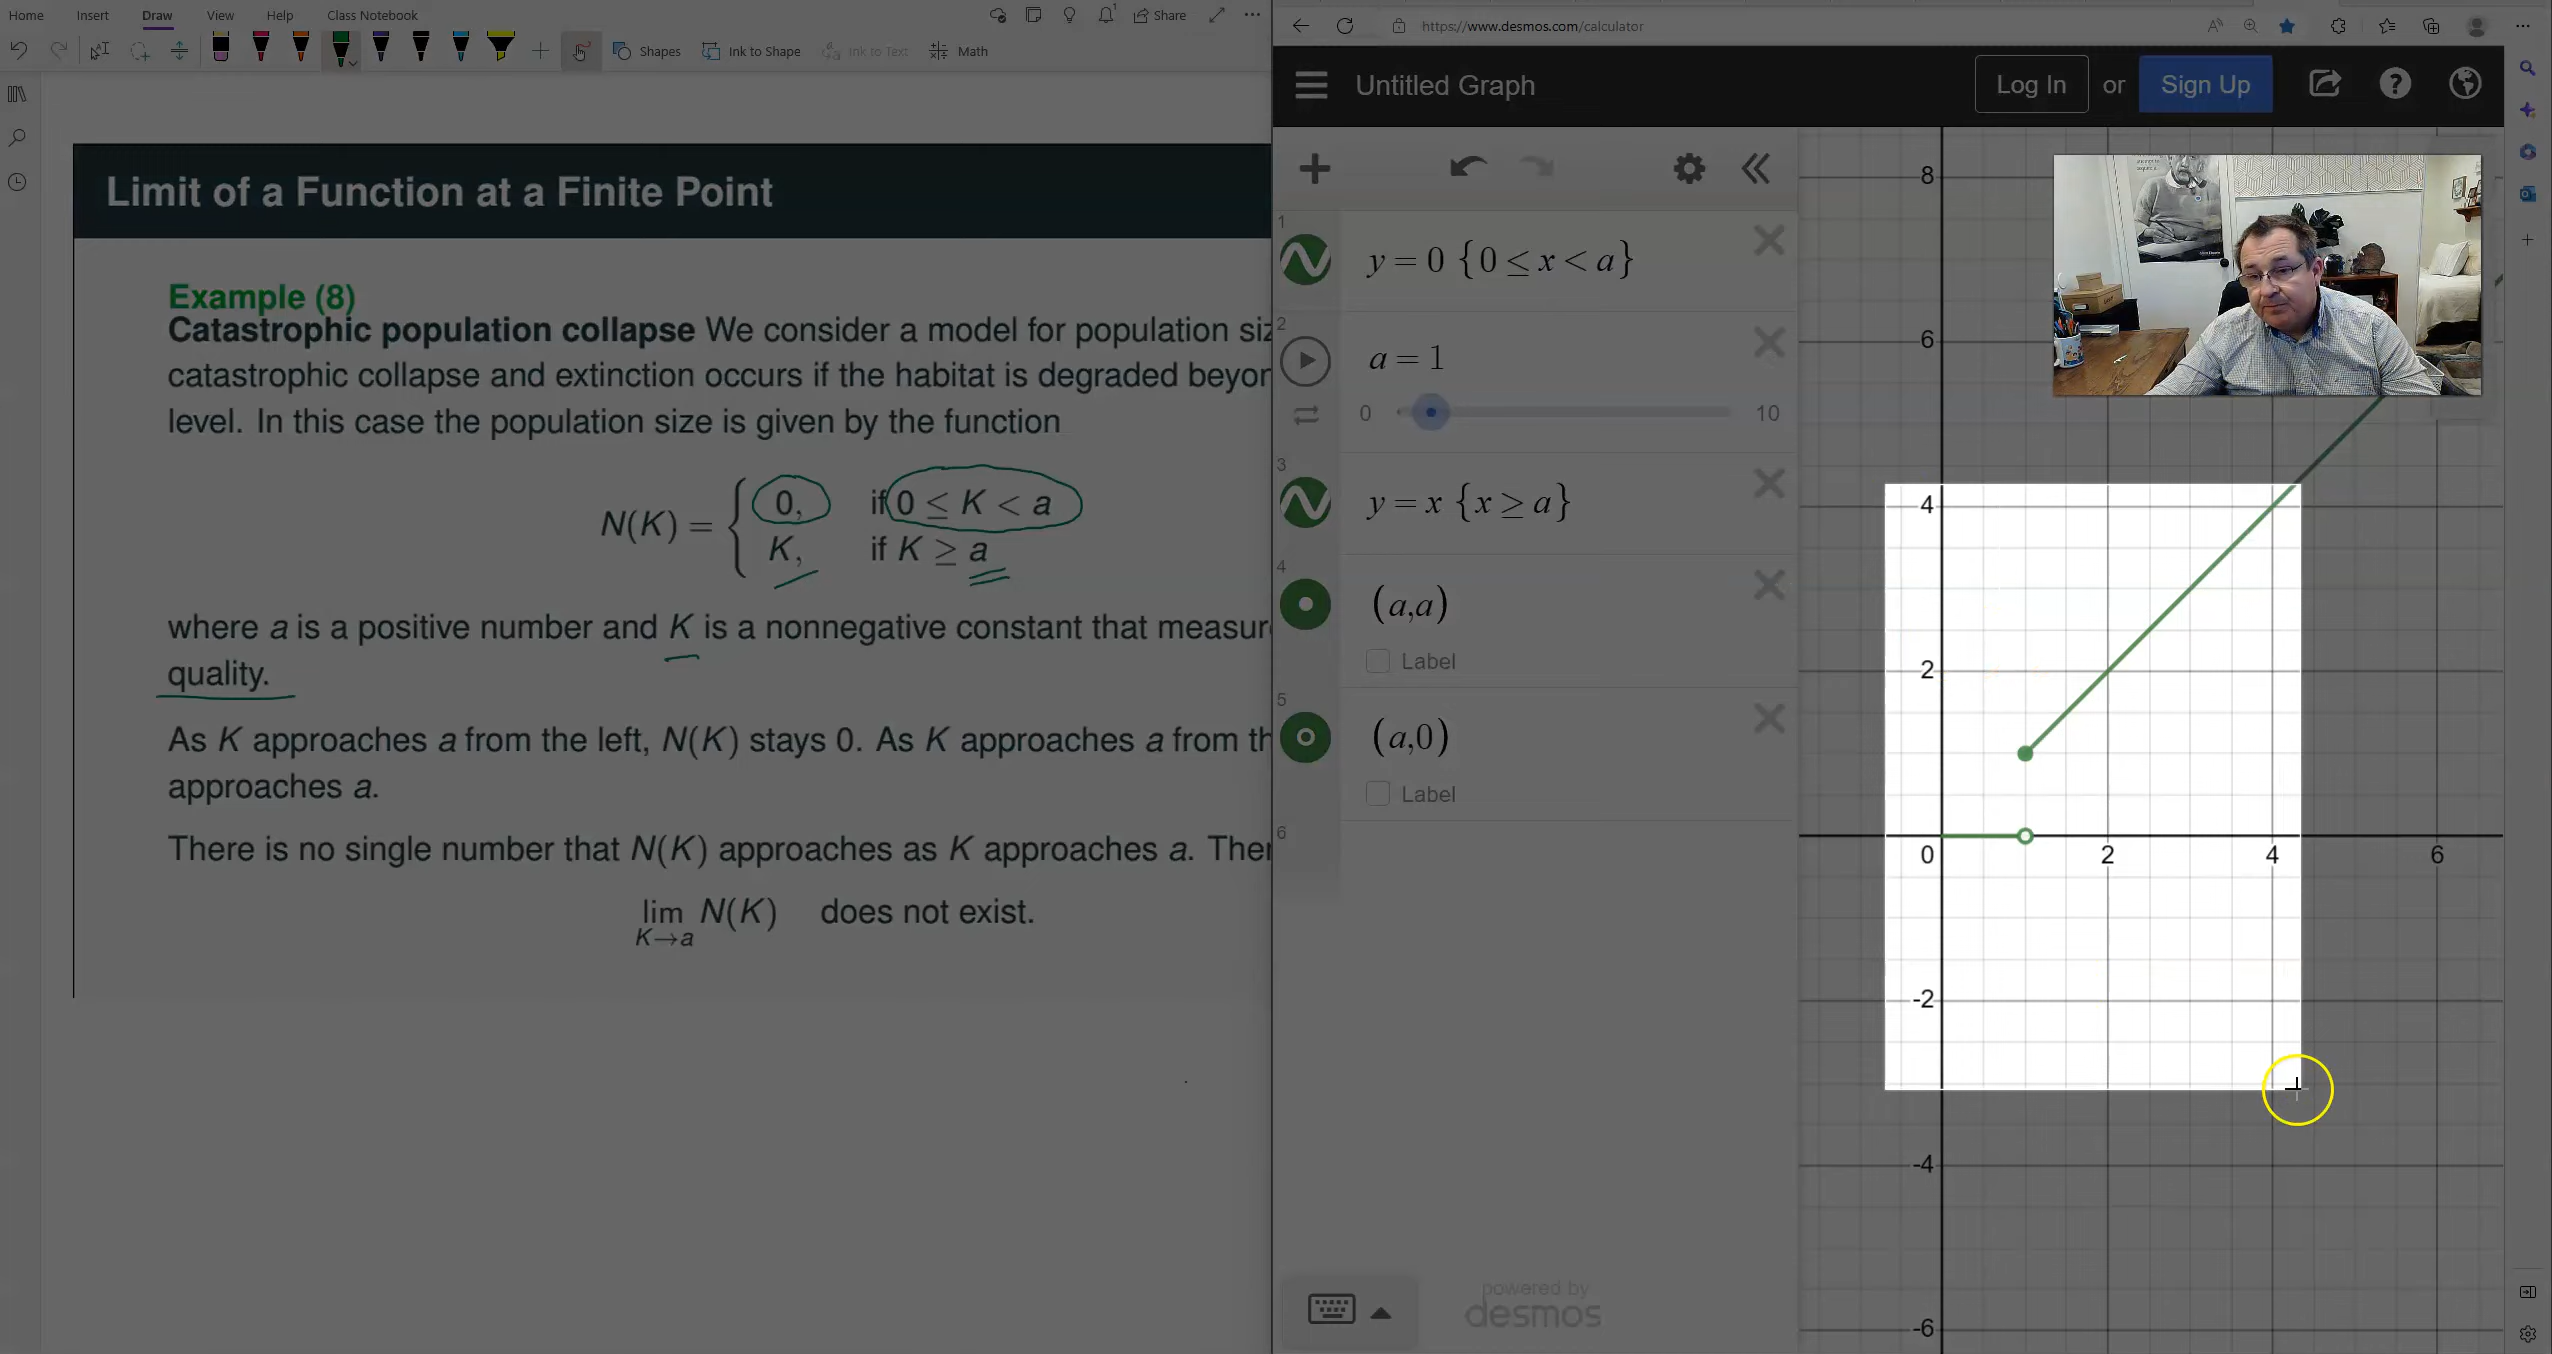 Home Insert Draw View Help Class Notebook
Share
Shapes Ink to Shape Ink to Text Math
Limit of a Function at a Finite Point
Example (8)
Catastrophic population collapse We consider a model for population siz
catastrophic collapse and extinction occurs if the habitat is degraded beyon
level. In this case the population size is given by the function
N(K) = { 0, if 0 ≤ K < a
K, if K ≥ a
where a is a positive number and K is a nonnegative constant that measur
quality.
As K approaches a from the left, N(K) stays 0. As K approaches a from th
approaches a.
There is no single number that N(K) approaches as K approaches a. Ther
lim N(K) does not exist.
K→a
https://www.desmos.com/calculator
Untitled Graph
Log In or Sign Up
1
y = 0 {0 ≤ x < a}
2
a = 1
0 10
3
y = x {x ≥ a}
4
(a,a)
Label
5
(a,0)
Label
6
powered by
desmos
8
6
4
2
0 2 4 6
-2
-4
-6